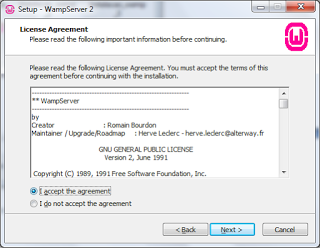 Setup - WampServer 2
License Agreement
Please read the following important information before continuing.
Please read the following License Agreement. You must accept the terms of this
agreement before continuing with the installation.
------------------------------------------------------------
** WampServer
------------------------------------------------------------
by
Creator : Romain Bourdon
Maintainer / Upgrade/Roadmap : Herve Leclerc - herve.leclerc@alterway.fr
GNU GENERAL PUBLIC LICENSE
Version 2, June 1991
Copyright (C) 1989, 1991 Free Software Foundation, Inc.
I accept the agreement
I do not accept the agreement
< Back
Next >
Cancel